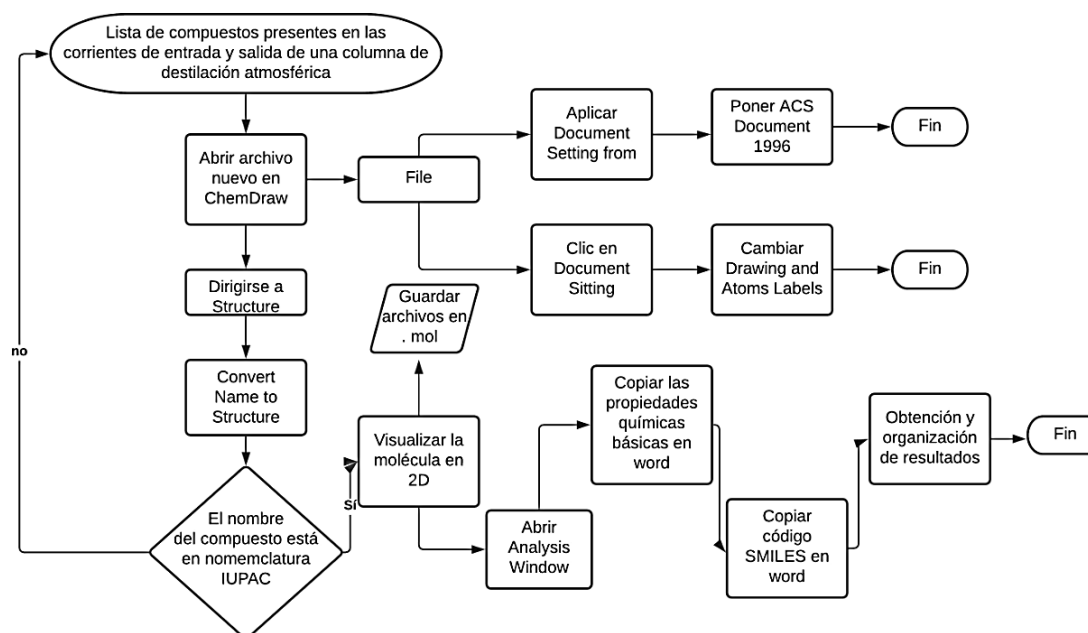 Lista de compuestos presentes en las
corrientes de entrada y salida de una columna de
destilación atmosférica
Abrir archivo
nuevo en
ChemDraw
File
Aplicar
Document
Setting from
Poner ACS
Document
1996
Fin
Clic en
Document
Sitting
Cambiar
Drawing and
Atoms Labels
Fin
Dirigirse a
Structure
Guardar
archivos en
. mol
no
Convert
Name to
Structure
Visualizar la
molécula en
2D
Sí
El nombre
del compuesto está
en nomemclatura
IUPAC
Abrir
Analysis
Window
Copiar las
propiedades
químicas
básicas en
word
Copiar
código
SMILES en
word
Obtención y
organización
de resultados
Fin